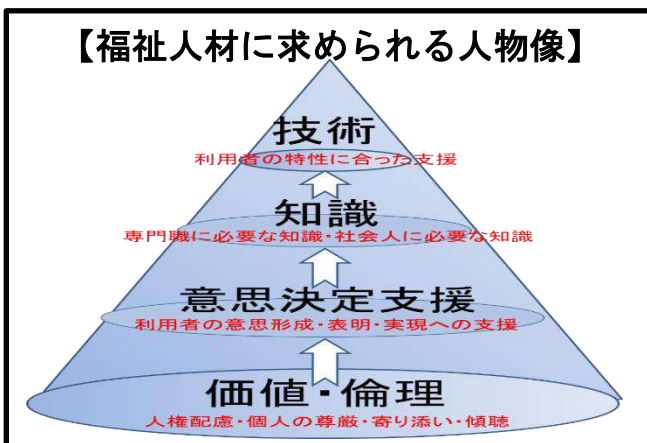 【福祉人材に求められる人物像】
技術
利用者の特性に合った支援
知識
専門職に必要な知識・社会人に必要な知識
意思決定支援
利用者の意思形成・表明・実現への支援
価値・倫理
人権配慮・個人の尊厳・寄り添い・傾聴